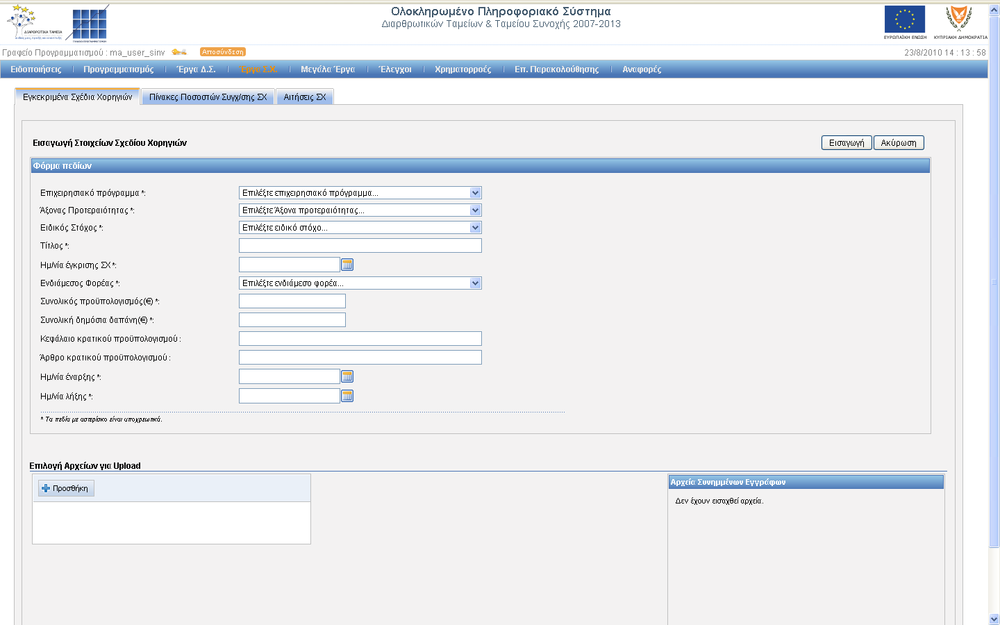 Ολοκληρωμένο Πληροφοριακό Σύστημα
Διαρθρωτικών Ταμείων & Ταμείου Συνοχής 2007-2013
ΔΙΑΡΘΡΩΤΙΚΑ ΤΑΜΕΙΑ
ΕΥΡΩΠΑΪΚΗ ΕΝΩΣΗ
ΚΥΠΡΙΑΚΗ ΔΗΜΟΚΡΑΤΙΑ
Γραφείο Προγραμματισμού : ma_user_sinv Αποσύνδεση 23/8/2010 14 : 13 : 58
Ειδοποιήσεις Προγραμματισμός Έργα Δ.Σ. Έργα Σ.Χ. Μεγάλα Έργα Έλεγχοι Χρηματορροές Επ. Παρακολούθησης Αναφορές
Εγκεκριμένα Σχέδια Χορηγιών Πίνακες Ποσοστών Συγχ/σης ΣΧ Αιτήσεις ΣΧ
Εισαγωγή Στοιχείων Σχεδίου Χορηγιών Εισαγωγή Ακύρωση
Φόρμα πεδίων
Επιχειρησιακό πρόγραμμα *: Επιλέξτε επιχειρησιακό πρόγραμμα...
Άξονας Προτεραιότητας *: Επιλέξτε Άξονα προτεραιότητας...
Ειδικός Στόχος *: Επιλέξτε ειδικό στόχο...
Τίτλος *:
Ημ/νία έγκρισης ΣΧ *:
Ενδιάμεσος Φορέας *: Επιλέξτε ενδιάμεσο φορέα...
Συνολικός προϋπολογισμός(€) *:
Συνολική δημόσια δαπάνη(€) *:
Κεφάλαιο κρατικού προϋπολογισμού :
Άρθρο κρατικού προϋπολογισμού :
Ημ/νία έναρξης *:
Ημ/νία λήξης *:
* Τα πεδία με αστερίσκο είναι υποχρεωτικά.
Επιλογή Αρχείων για Upload
Προσθήκη
Αρχεία Συνημμένων Εγγράφων
Δεν έχουν εισαχθεί αρχεία.